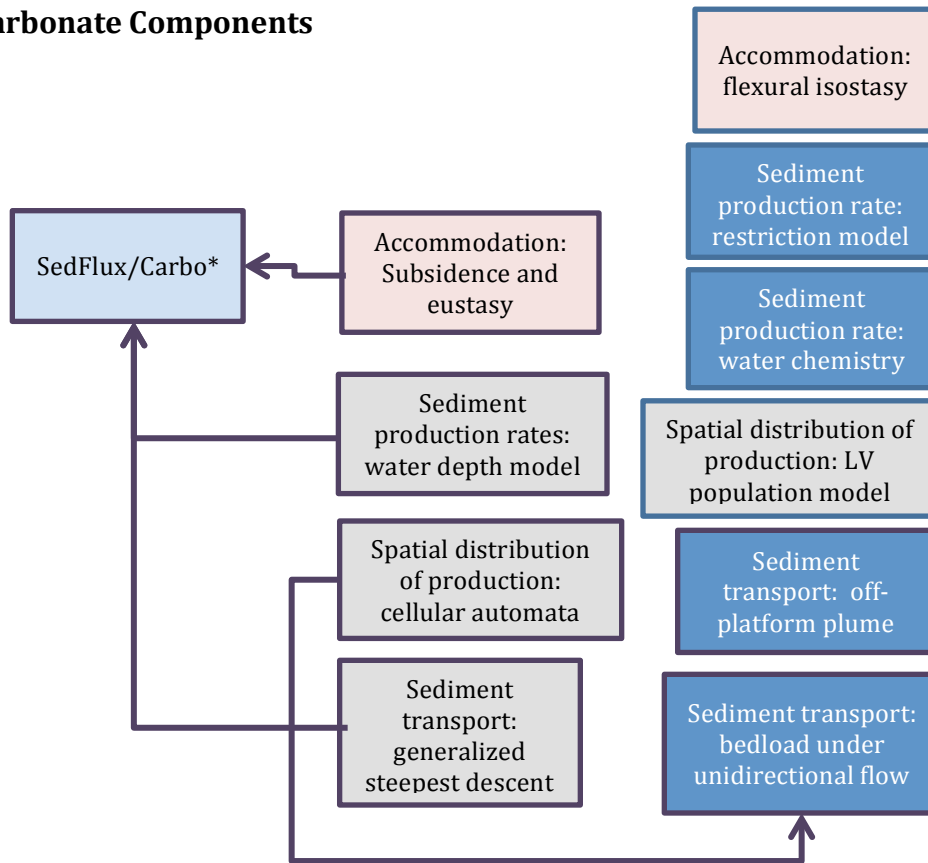 arbonate Components
Accommodation:
flexural isostasy
Sediment
production rate:
restriction model
SedFlux/Carbo*
Accommodation:
Subsidence and
eustasy
Sediment
production rate:
water chemistry
Sediment
production rates:
water depth model
Spatial distribution of
production: LV
population model
Spatial distribution
of production:
cellular automata
Sediment
transport:  off-
platform plume
Sediment
transport:
generalized
steepest descent
Sediment transport:
bedload under
unidirectional flow